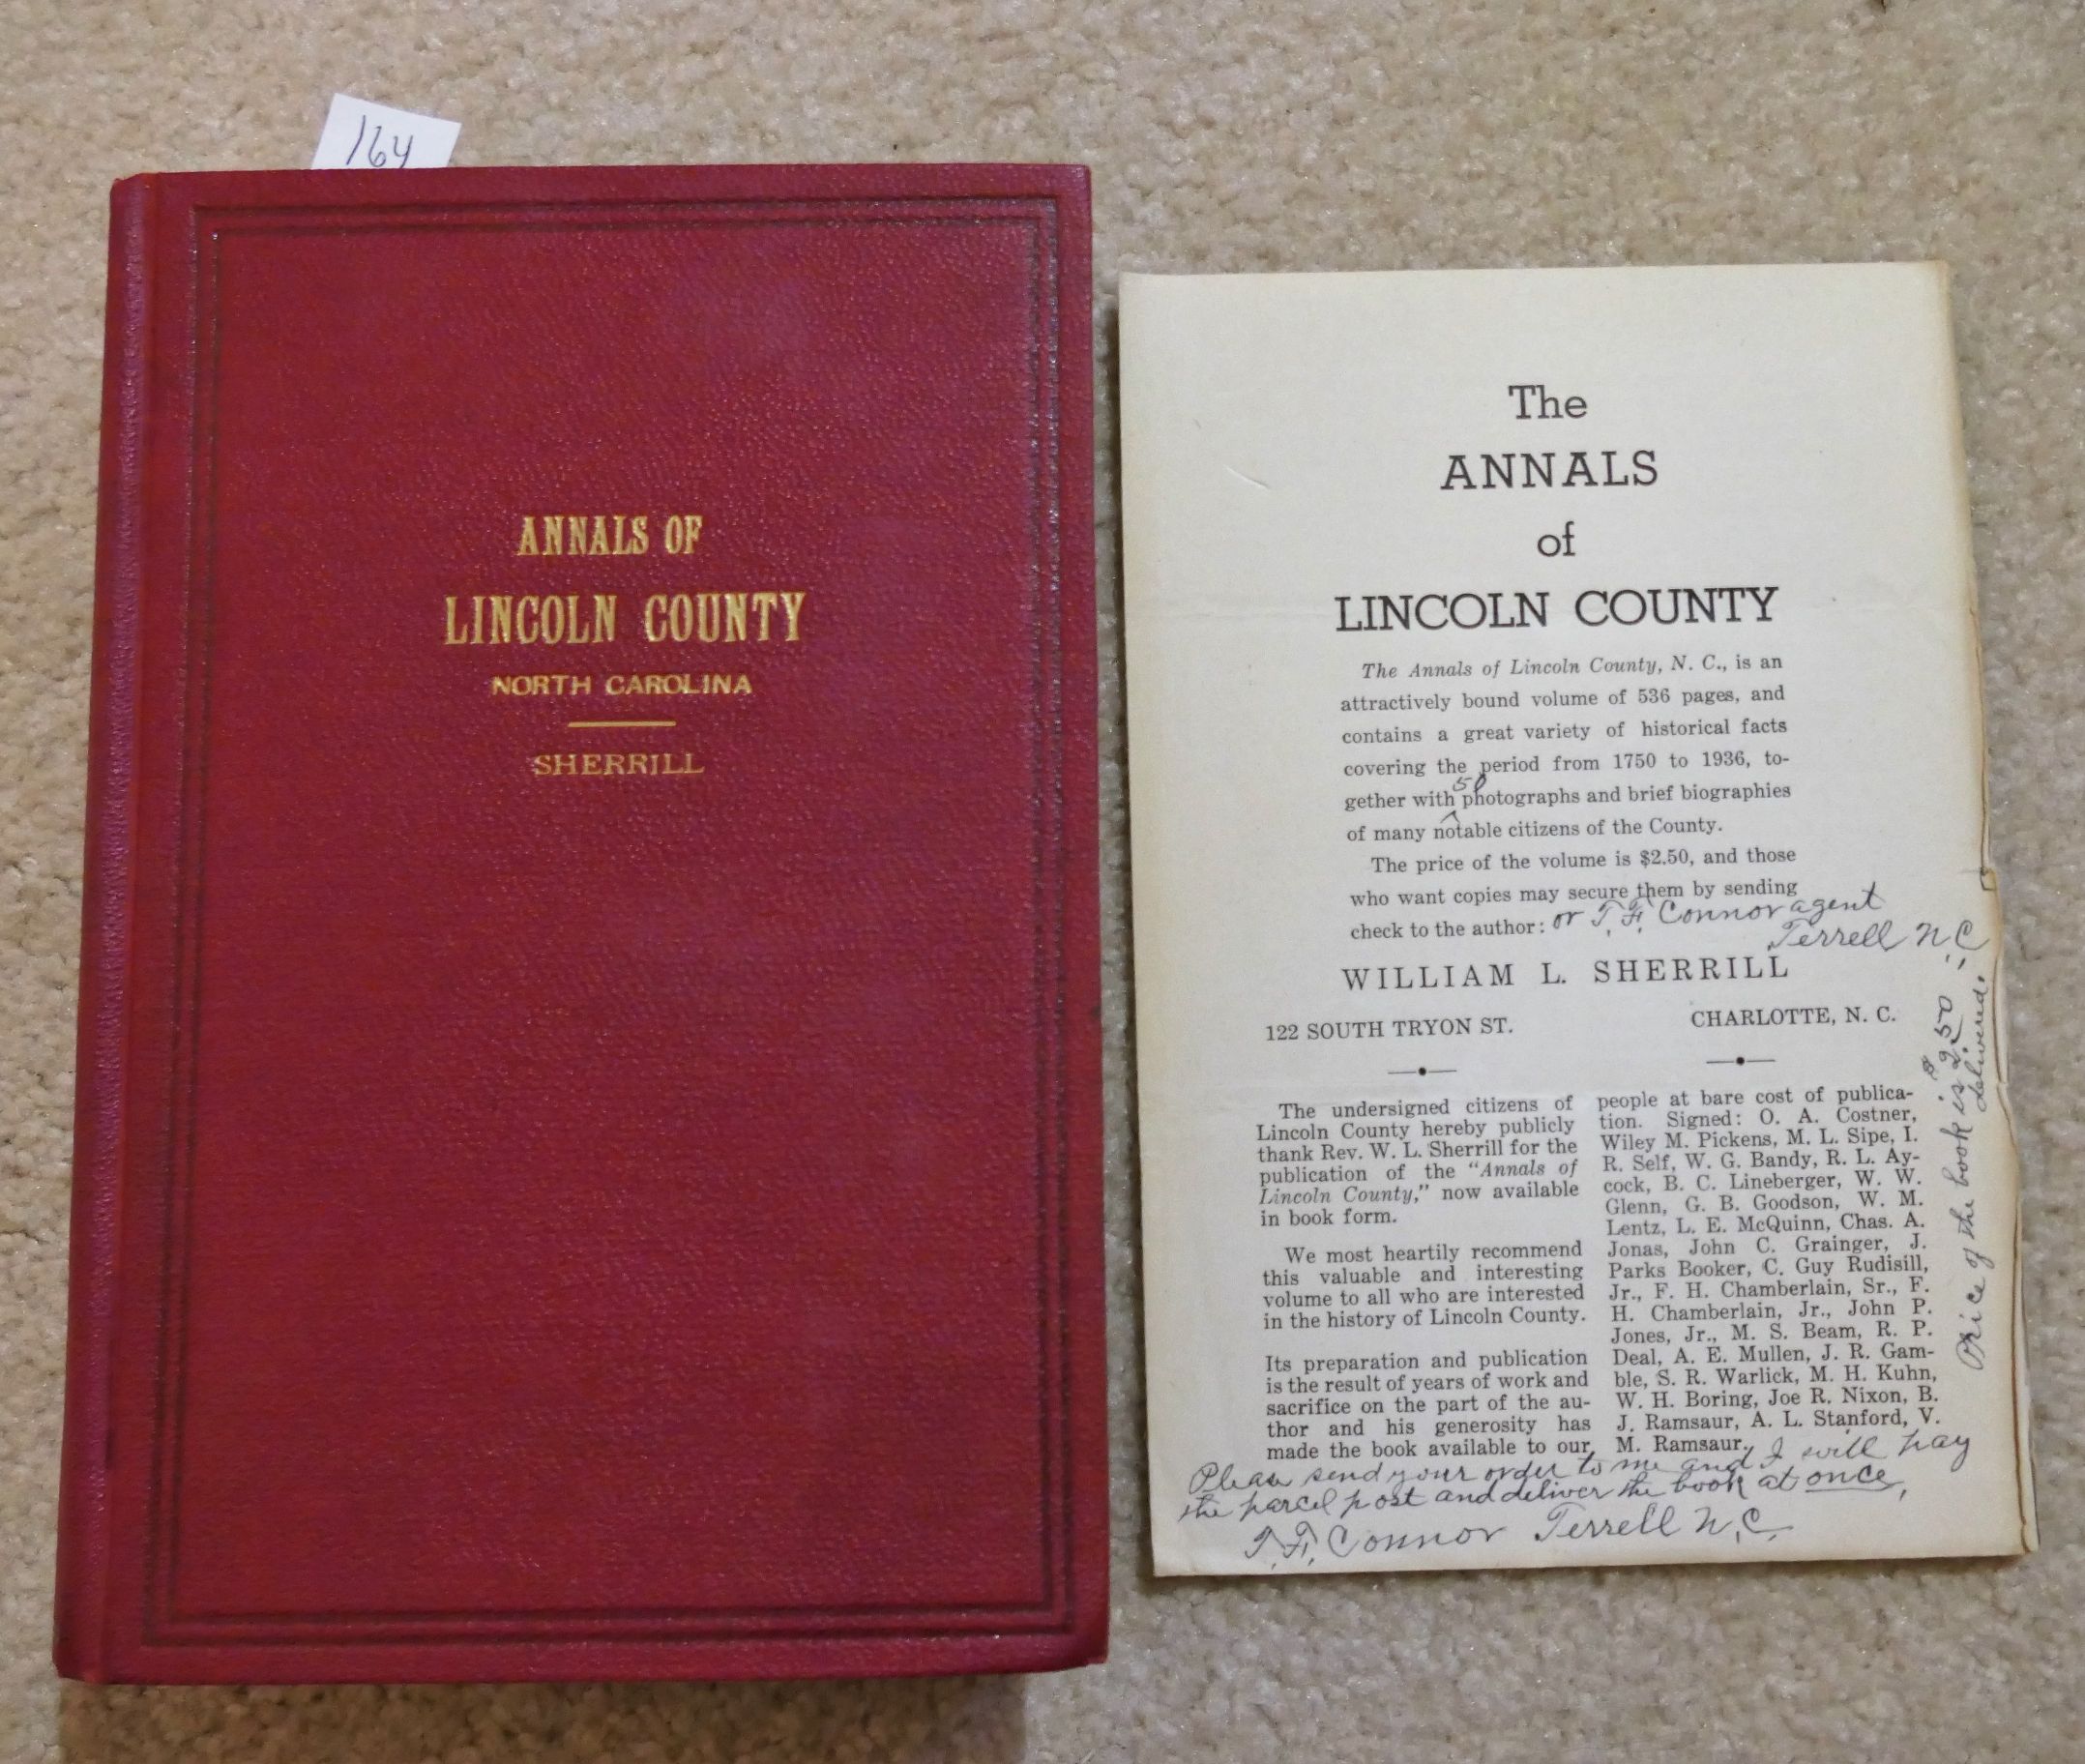 164
ANNALS OF
LINCOLN COUNTY
NORTH CAROLINA
SHERRILL
The
ANNALS
of
LINCOLN COUNTY
The Annals of Lincoln County, N. C., is an
attractively bound volume of 536 pages, and
contains a great variety of historical facts
covering the period from 1750 to 1936, to-
50
gether with photographs and brief biographies
of many notable citizens of the County.
The price of the volume is $2.50, and those
who want copies may secure them by sending
check to the author: or T. F. Connor agent
Terrell N C
WILLIAM L. SHERRILL
122 SOUTH TRYON ST. CHARLOTTE, N. C.
The undersigned citizens of
Lincoln County hereby publicly
thank Rev. W. L. Sherrill for the
publication of the "Annals of
Lincoln County," now available
in book form.
We most heartily recommend
this valuable and interesting
volume to all who are interested
in the history of Lincoln County.
Its preparation and publication
is the result of years of work and
sacrifice on the part of the au-
thor and his generosity has
made the book available to our
people at bare cost of publica-
tion. Signed: O. A. Costner,
Wiley M. Pickens, M. L. Sipe, I.
R. Self, W. G. Bandy, R. L. Ay-
cock, B. C. Lineberger, W. W.
Glenn, G. B. Goodson, W. M.
Lentz, L. E. McQuinn, Chas. A.
Jonas, John C. Grainger, J.
Parks Booker, C. Guy Rudisill,
Jr., F. H. Chamberlain, Sr., F.
H. Chamberlain, Jr., John P.
Jones, Jr., M. S. Beam, R. P.
Deal, A. E. Mullen, J. R. Gam-
ble, S. R. Warlick, M. H. Kuhn,
W. H. Boring, Joe R. Nixon, B.
J. Ramsaur, A. L. Stanford, V.
M. Ramsaur.
Price of the book is $2.50
delivered.
Please send your order to me and I will pay
the parcel post and deliver the book at once,
T. F. Connor Terrell N.C.